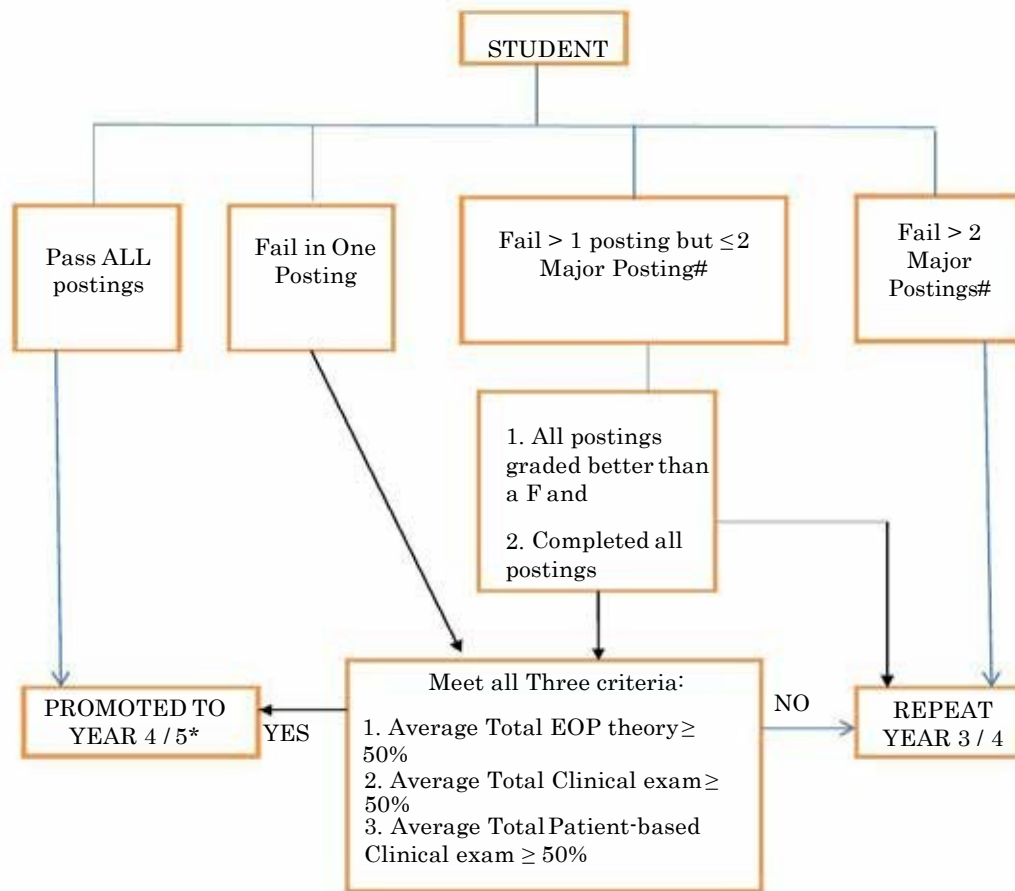 STUDENT
Pass ALL
postings
Fail in One
Posting
Fail > 1 posting but ≤2
Major Posting#
Fail > 2
Major
Postings#
1. All postings
graded better than
a F and
2. Completed all
postings
PROMOTED TO
YEAR 4 / 5*
YES
Meet all Three criteria:
1. Average Total EOP theory ≥
50%
2. Average Total Clinical exam ≥
50%
3. Average Total Patient-based
Clinical exam ≥ 50%
NO
REPEAT
YEAR 3 / 4